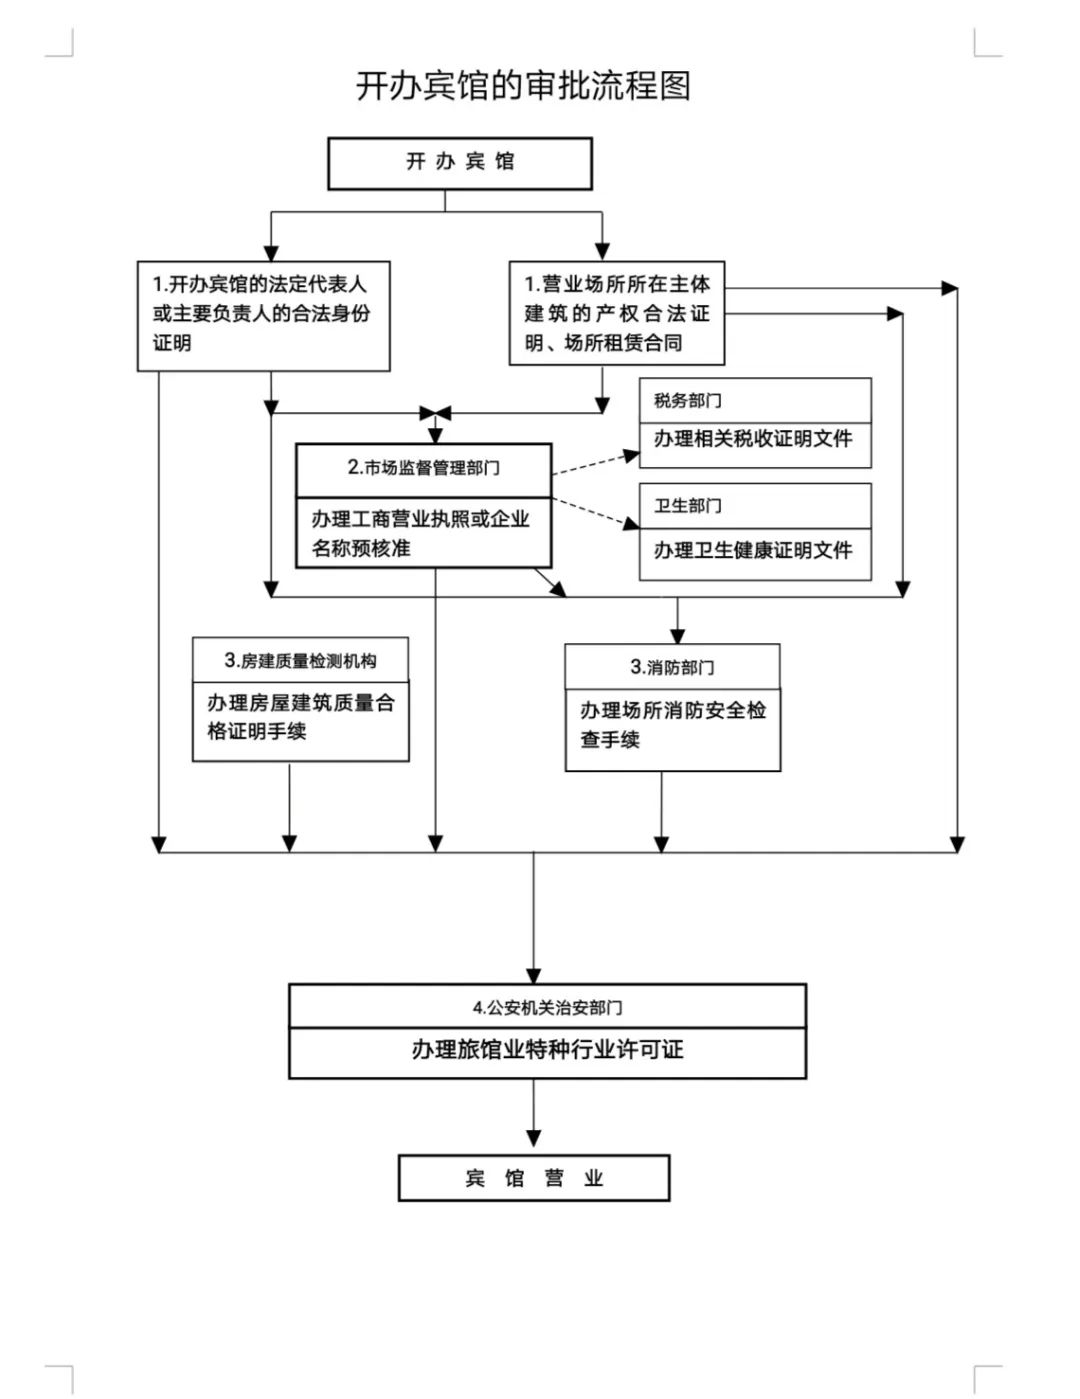 开办宾馆的审批流程图
开 办 宾 馆
1.开办宾馆的法定代表人
或主要负责人的合法身份
证明
1.营业场所所在主体
建筑的产权合法证
明、场所租赁合同
税务部门
办理相关税收证明文件
2.市场监督管理部门
办理工商营业执照或企业
名称预核准
卫生部门
办理卫生健康证明文件
3.房建质量检测机构
办理房屋建筑质量合
格证明手续
3.消防部门
办理场所消防安全检
查手续
4.公安机关治安部门
办理旅馆业特种行业许可证
宾 馆 营 业